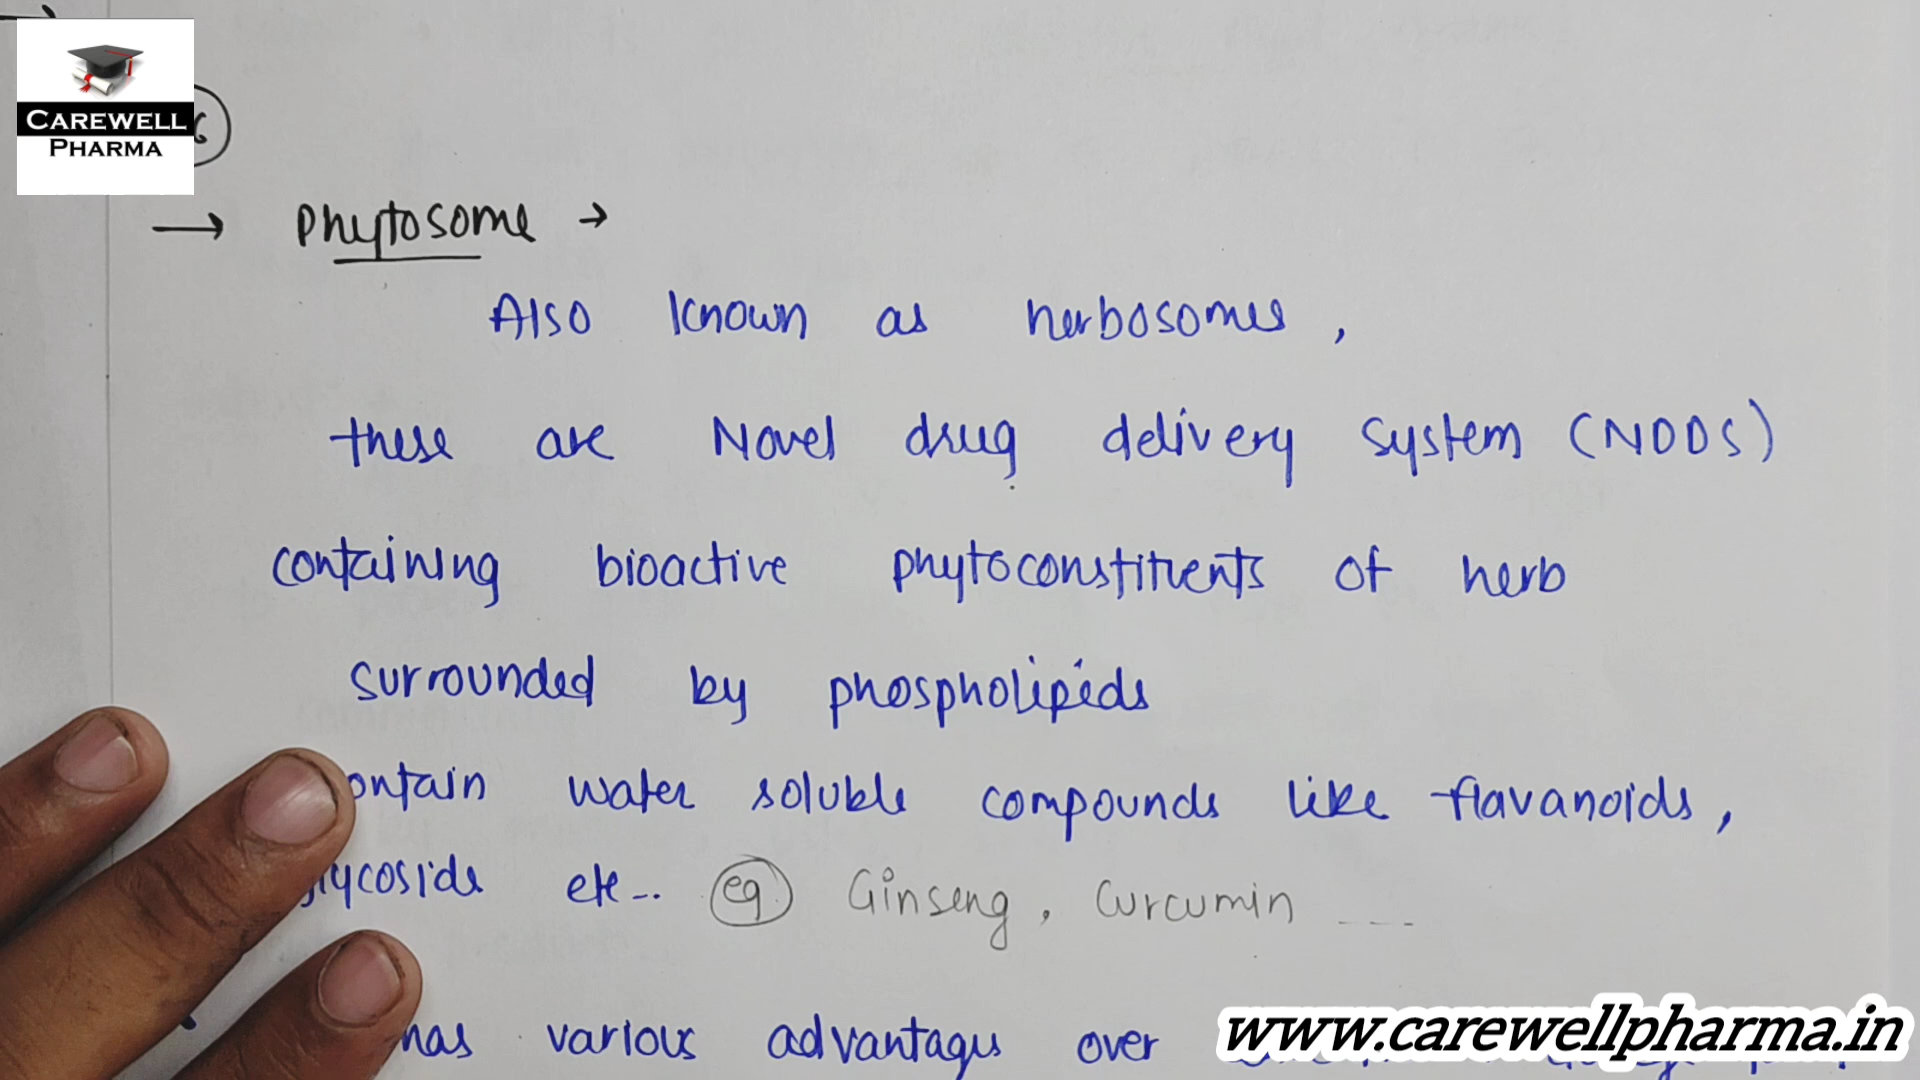 CAREWELL
PHARMA
→ Phytosome →
Also known as herbosomes,
these are Novel drug delivery system (NDDS)
containing bioactive phytoconstituents of herb
surrounded by phospholipids
ontain water soluble compounds like flavanoids,
glycoside etc.. eg Ginseng, Curcumin ---
has various advantages over
www.carewellpharma.in